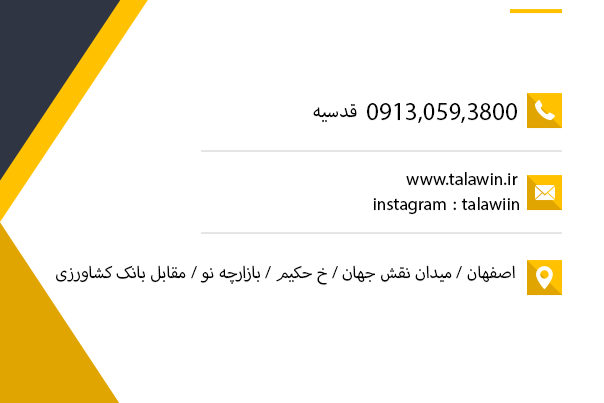 0913,059,3800 قدسیه
www.talawin.ir
instagram : talawiin
اصفهان / میدان نقش جهان / خ حکیم / بازارچه نو / مقابل بانک کشاورزی